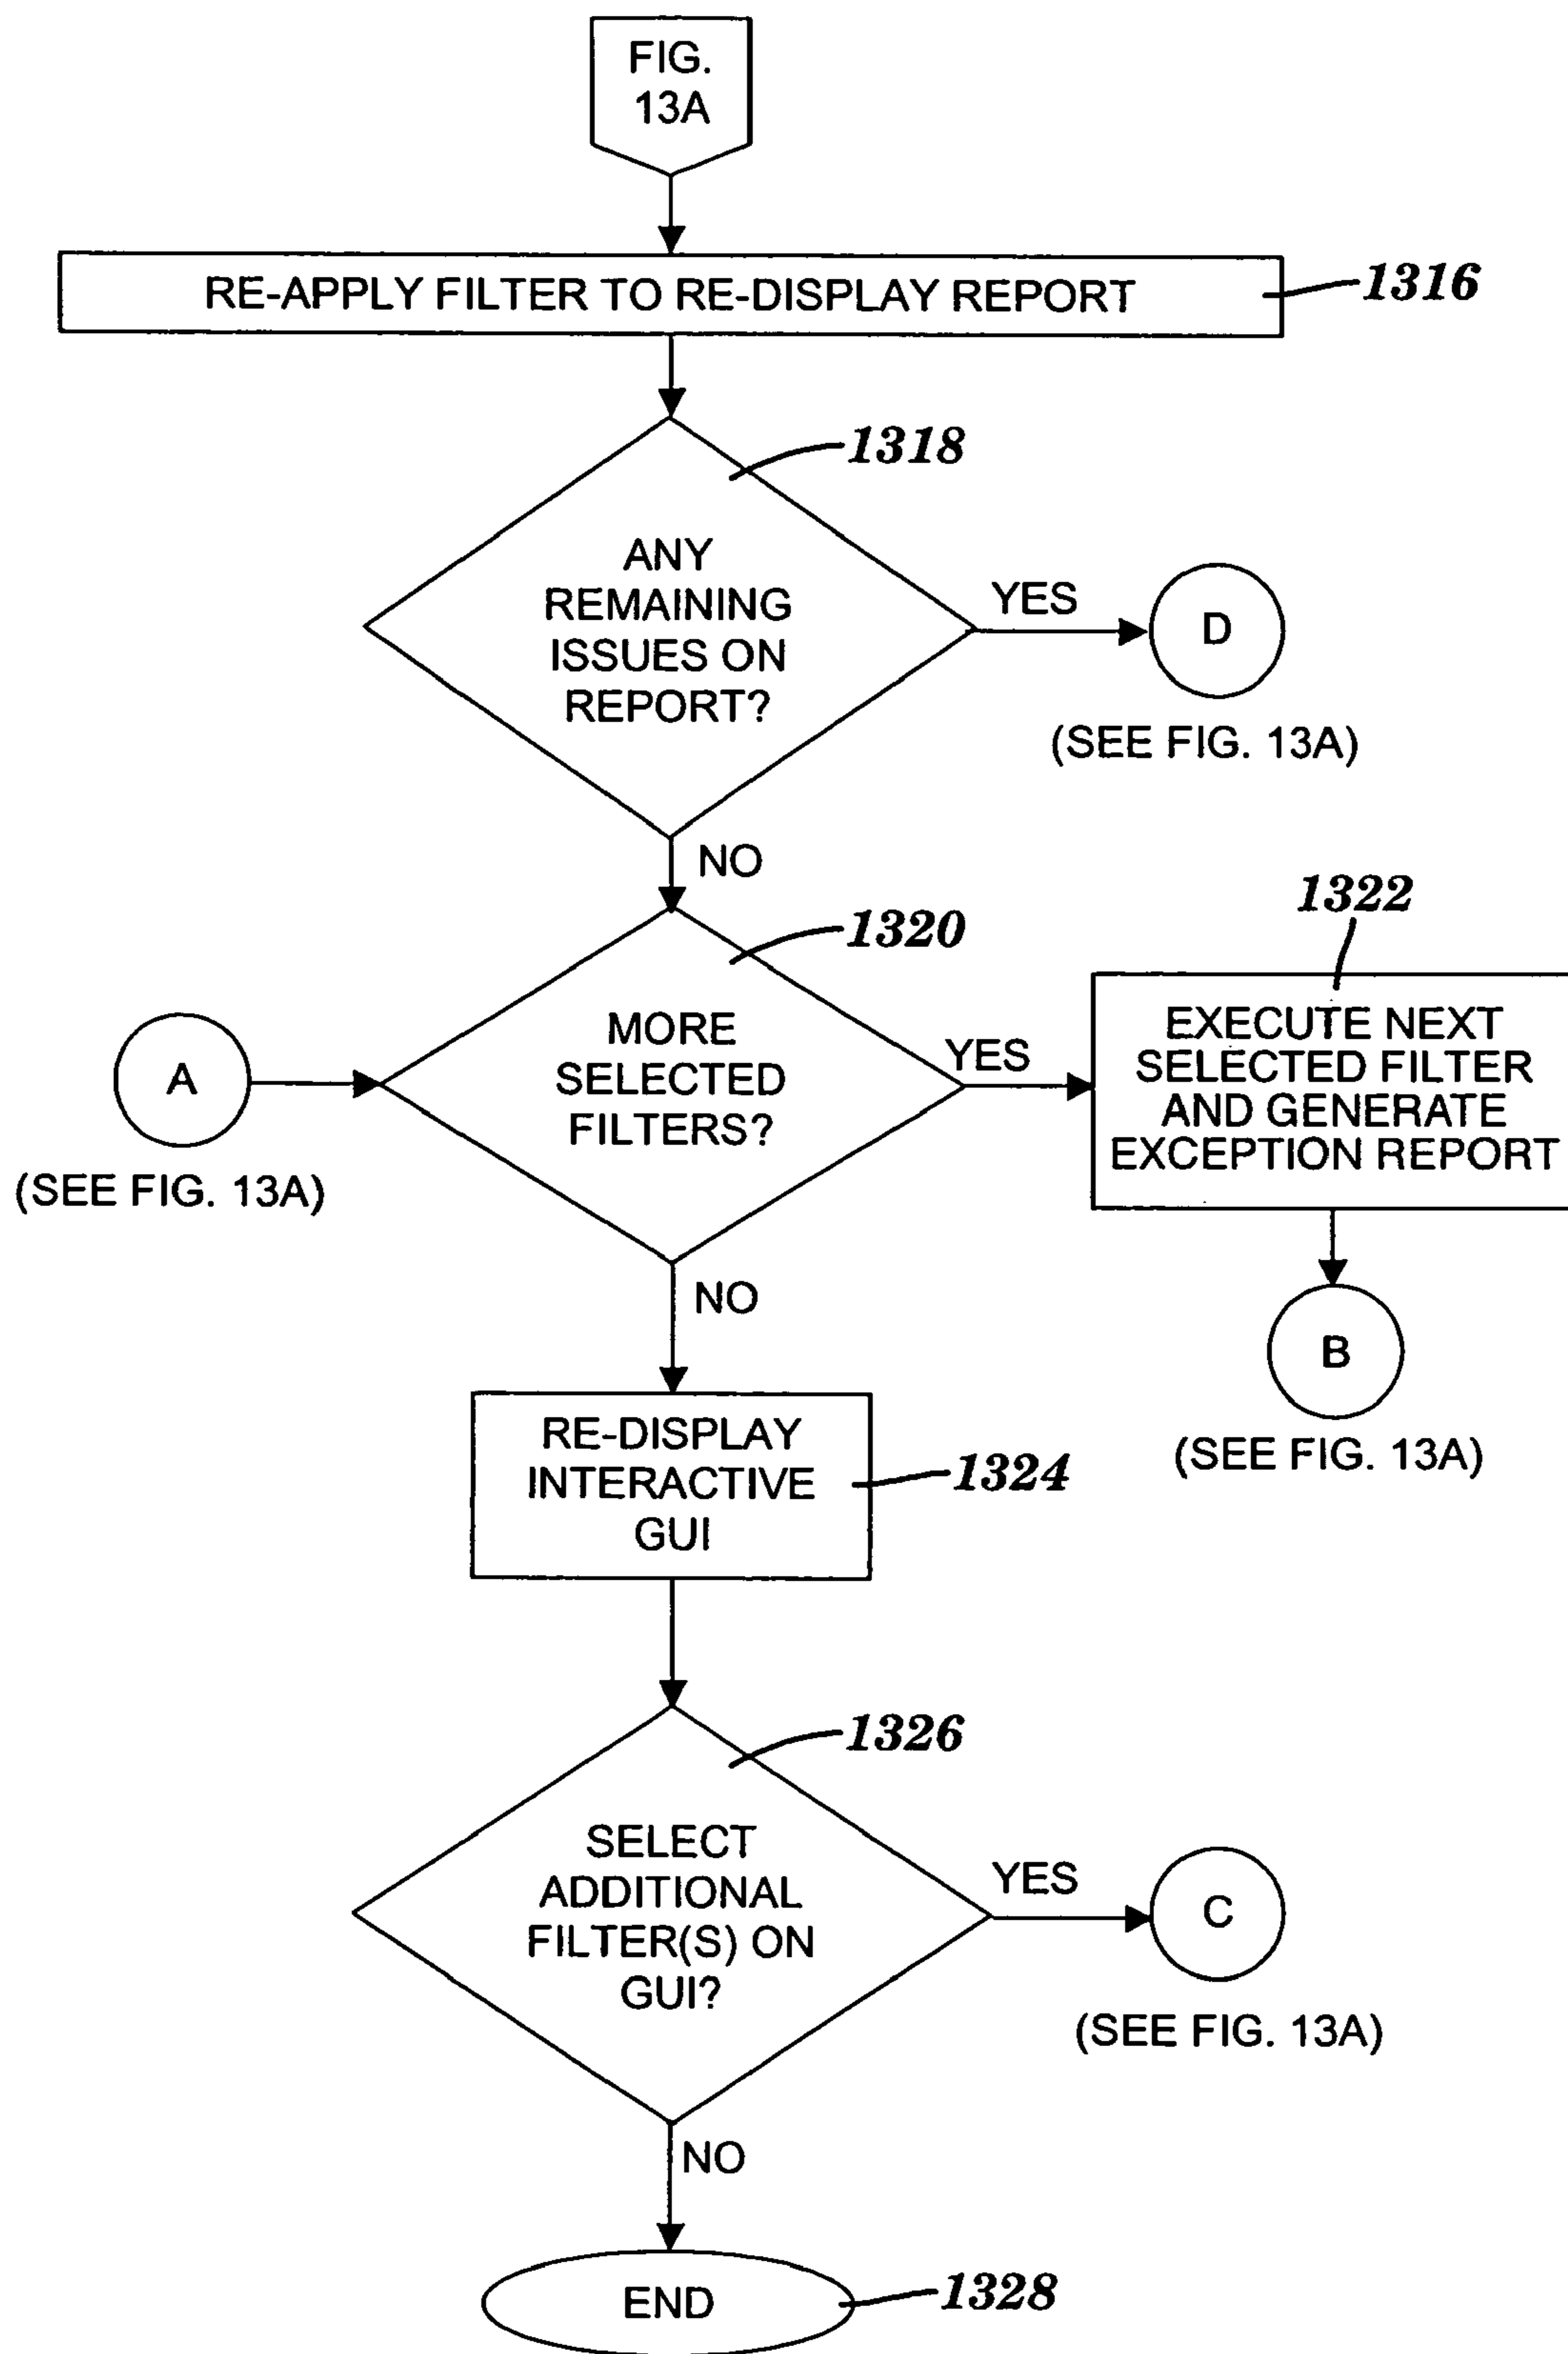 FIG.
13A
RE-APPLY FILTER TO RE-DISPLAY REPORT
1316
1318
ANY
REMAINING
ISSUES ON
REPORT?
YES
D
(SEE FIG. 13A)
NO
1320
1322
MORE
SELECTED
FILTERS?
A
(SEE FIG. 13A)
YES
EXECUTE NEXT
SELECTED FILTER
AND GENERATE
EXCEPTION REPORT
NO
B
(SEE FIG. 13A)
RE-DISPLAY
INTERACTIVE
GUI
1324
1326
SELECT
ADDITIONAL
FILTER(S) ON
GUI?
YES
C
(SEE FIG. 13A)
NO
END
1328